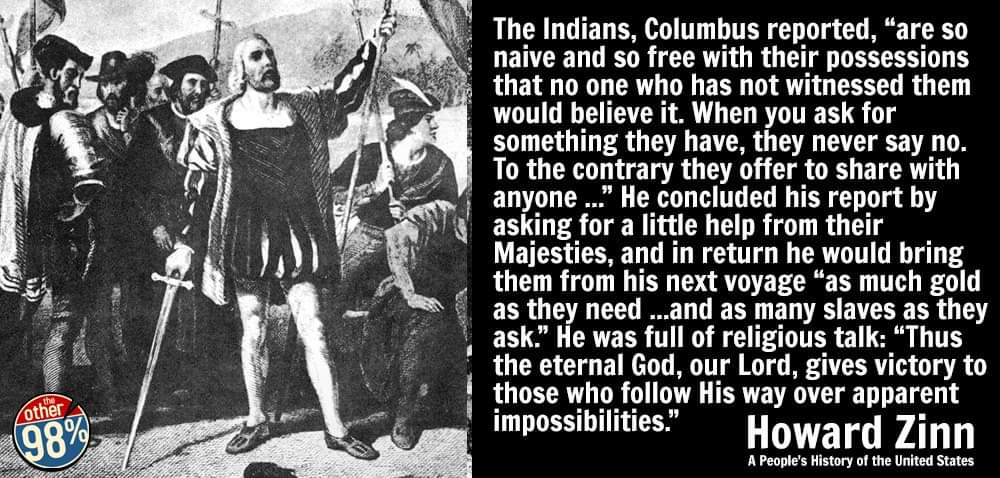 The Indians, Columbus reported, “are so
naive and so free with their possessions
that no one who has not witnessed them
would believe it. When you ask for
something they have, they never say no.
To the contrary they offer to share with
anyone ...” He concluded his report by
asking for a little help from their
Majesties, and in return he would bring
them from his next voyage “as much gold
as they need ...and as many slaves as they
ask.” He was full of religious talk: “Thus
the eternal God, our Lord, gives victory to
those who follow His way over apparent
impossibilities.”
Howard Zinn
A People's History of the United States
the
other
98%